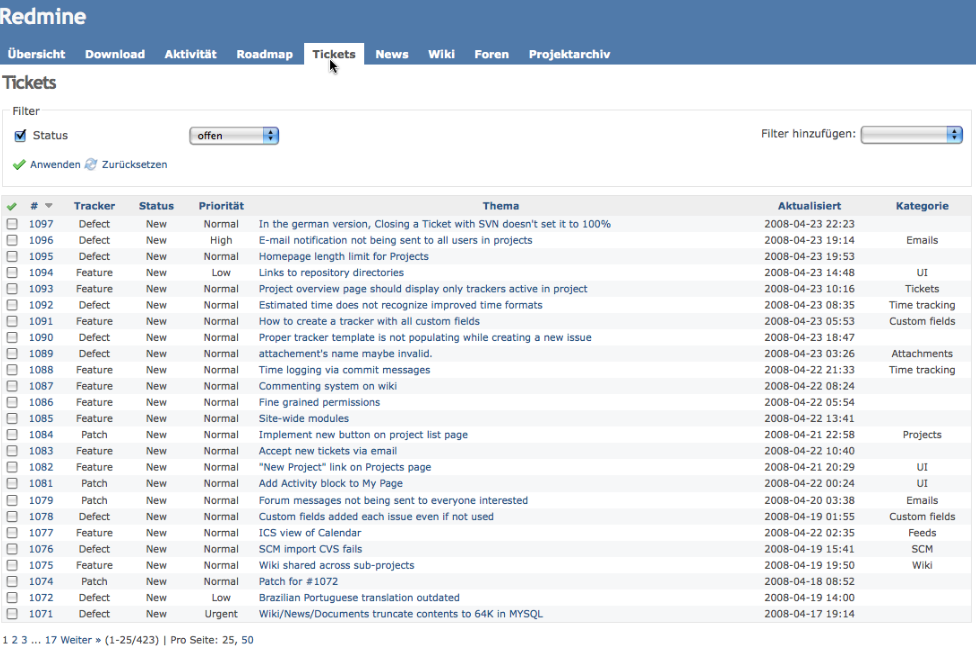 Redmine
Übersicht Download Aktivität Roadmap Tickets News Wiki Foren Projektarchiv
Tickets
Filter
Status offen Filter hinzufügen:
Anwenden Zurücksetzen
# Tracker Status Priorität Thema Aktualisiert Kategorie
1097 Defect New Normal In the german version, Closing a Ticket with SVN doesn't set it to 100% 2008-04-23 22:23
1096 Defect New High E-mail notification not being sent to all users in projects 2008-04-23 19:14 Emails
1095 Defect New Normal Homepage length limit for Projects 2008-04-23 19:53
1094 Feature New Low Links to repository directories 2008-04-23 14:48 UI
1093 Feature New Normal Project overview page should display only trackers active in project 2008-04-23 10:16 Tickets
1092 Defect New Normal Estimated time does not recognize improved time formats 2008-04-23 08:35 Time tracking
1091 Feature New Normal How to create a tracker with all custom fields 2008-04-23 05:53 Custom fields
1090 Defect New Normal Proper tracker template is not populating while creating a new issue 2008-04-23 18:47
1089 Defect New Normal attachement's name maybe invalid. 2008-04-23 03:26 Attachments
1088 Feature New Normal Time logging via commit messages 2008-04-22 21:33 Time tracking
1087 Feature New Normal Commenting system on wiki 2008-04-22 08:24
1086 Feature New Normal Fine grained permissions 2008-04-22 05:54
1085 Feature New Normal Site-wide modules 2008-04-22 13:41
1084 Patch New Normal Implement new button on project list page 2008-04-21 22:58 Projects
1083 Feature New Normal Accept new tickets via email 2008-04-22 10:40
1082 Feature New Normal "New Project" link on Projects page 2008-04-21 20:29 UI
1081 Patch New Normal Add Activity block to My Page 2008-04-22 00:24 UI
1079 Patch New Normal Forum messages not being sent to everyone interested 2008-04-20 03:38 Emails
1078 Defect New Normal Custom fields added each issue even if not used 2008-04-19 01:55 Custom fields
1077 Feature New Normal ICS view of Calendar 2008-04-22 02:35 Feeds
1076 Defect New Normal SCM import CVS fails 2008-04-19 15:41 SCM
1075 Feature New Normal Wiki shared across sub-projects 2008-04-19 19:50 Wiki
1074 Patch New Normal Patch for #1072 2008-04-18 08:52
1072 Defect New Low Brazilian Portuguese translation outdated 2008-04-19 14:00
1071 Defect New Urgent Wiki/News/Documents truncate contents to 64K in MYSQL 2008-04-17 19:14
1 2 3 ... 17 Weiter » (1-25/423) | Pro Seite: 25, 50